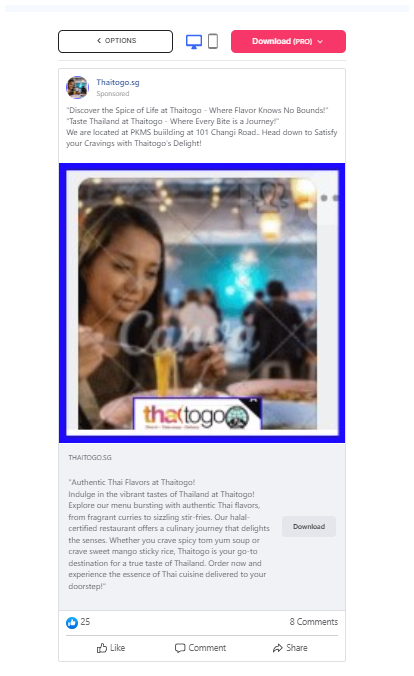 OPTIONS
Download (PRO)
Thaitogo.sg
Sponsored
"Discover the Spice of Life at Thaitogo - Where Flavor Knows No Bounds!"
"Taste Thailand at Thaitogo - Where Every Bite is a Journey!"
We are located at PKMS buiilding at 101 Changi Road.. Head down to Satisfy
your Cravings with Thaitogo's Delight!
Canva
thaitogo
THAITOGO.SG
"Authentic Thai Flavors at Thaitogo!
Indulge in the vibrant tastes of Thailand at Thaitogo!
Explore our menu bursting with authentic Thai flavors,
from fragrant curries to sizzling stir-fries. Our halal-
certified restaurant offers a culinary journey that delights
the senses. Whether you crave spicy tom yum soup or
crave sweet mango sticky rice, Thaitogo is your go-to
destination for a true taste of Thailand. Order now and
experience the essence of Thai cuisine delivered to your
doorstep!"
Download
25
8 Comments
Like
Comment
Share